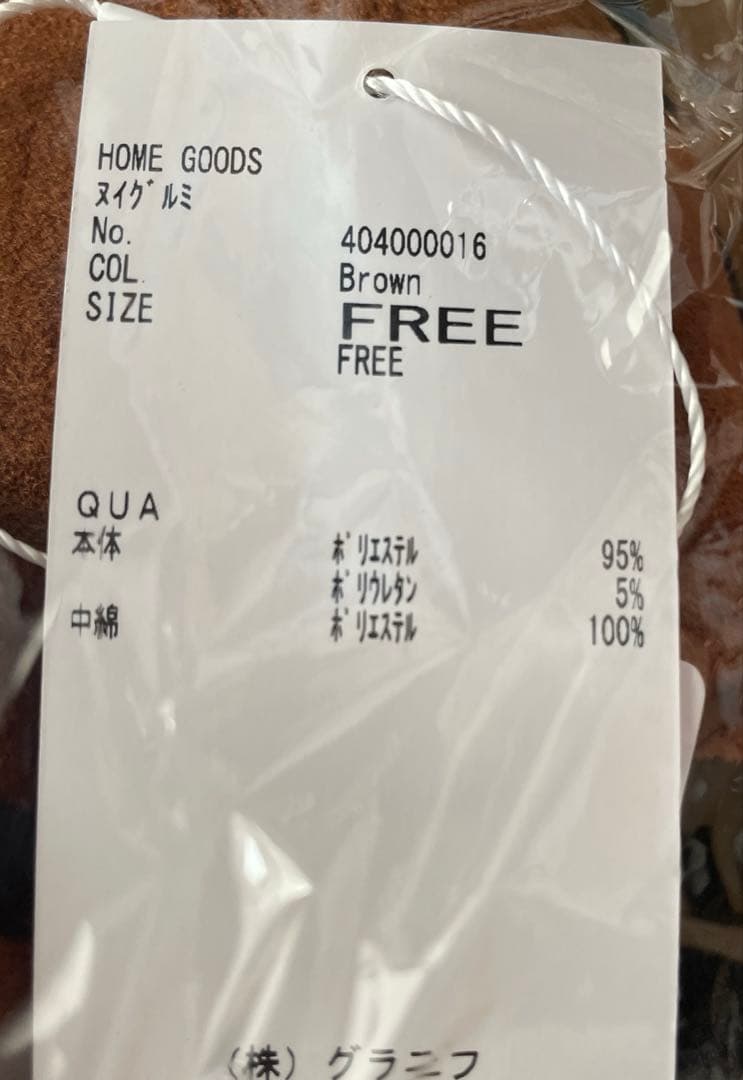 HOME GOODS
ﾇｲｸﾞﾙﾐ
No. 404000016
COL. Brown
SIZE FREE
FREE
QUA
本体 ﾎﾟﾘｴｽﾃﾙ 95%
ﾎﾟﾘｳﾚﾀﾝ 5%
中綿 ﾎﾟﾘｴｽﾃﾙ 100%
（株）グラニフ